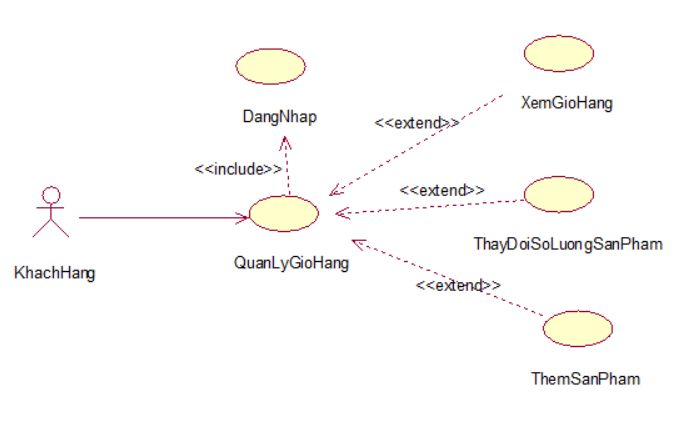 DangNhap
XemGioHang
<<extend>>
<<include>>
<<extend>>
ThayDoiSoLuongSanPham
KhachHang
QuanLyGioHang
<<extend>>
ThemSanPham